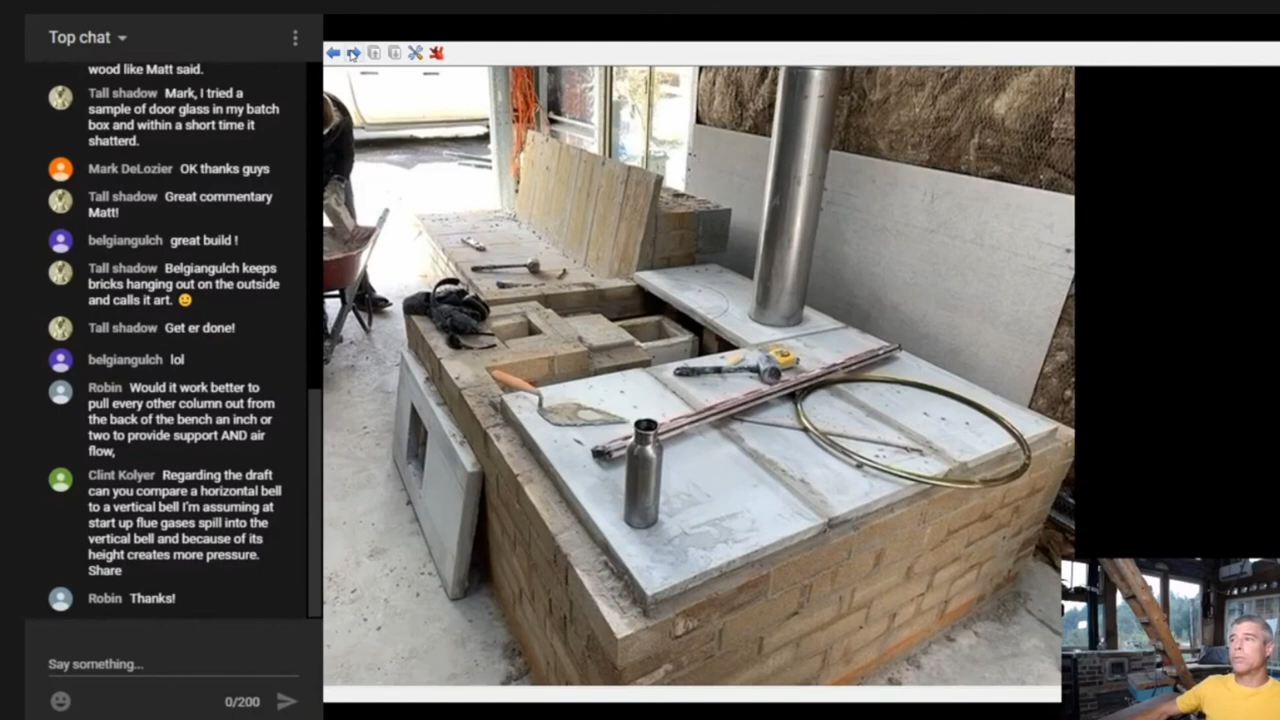 Top chat
wood like Matt said.
Tall shadow Mark, I tried a
sample of door glass in my batch
box and within a short time it
shatterd.
Mark DeLozier OK thanks guys
Tall shadow Great commentary
Matt!
belgiangulch great build !
Tall shadow Belgiangulch keeps
bricks hanging out on the outside
and calls it art. 🙂
Tall shadow Get er done!
belgiangulch lol
Robin Would it work better to
pull every other column out from
the back of the bench an inch or
two to provide support AND air
flow,
Clint Kolyer Regarding the draft
can you compare a horizontal bell
to a vertical bell I'm assuming at
start up flue gases spill into the
vertical bell and because of its
height creates more pressure.
Share
Robin Thanks!
Say something...
0/200